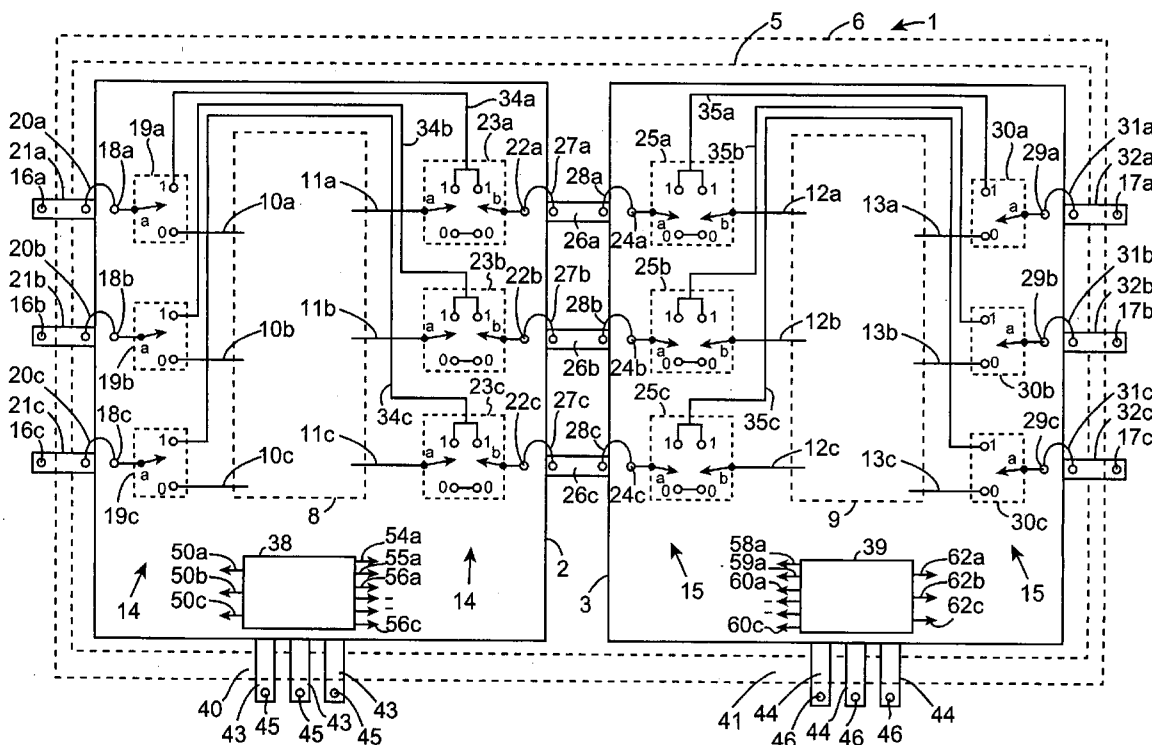 6 1
5
20a 19a 34a 23a 35a 25a 30a 31a
21a 18a 34b 22a 27a 35b 29a 32a
16a 1 1 1 28a 1 1 1 17a
a 10a 11a a b a b 12a 13a a
0 0 0 26a 24a 0 0 0
20b 23b 25b 31b
21b 18b 22b 27b 29b 32b
16b 1 1 1 28b 1 1 1 17b
a 10b 11b a b a b 12b 13b a
0 0 0 26b 24b 0 0 0
19b 30b
20c 34c 23c 25c 35c 31c
21c 18c 22c 27c 29c 32c
16c 1 1 1 28c 1 1 1 17c
a 10c 11c a b a b 12c 13c a
0 0 0 26c 24c 0 0 0
19c 8 9 30c
38 54a 58a 39
50a 55a 2 59a 62a
50b 56a 3 60a 62b
50c 62c
14 14 15 15
56c 60c
40 43 41 44
43 45 45 43 45 44 46 44 46 46